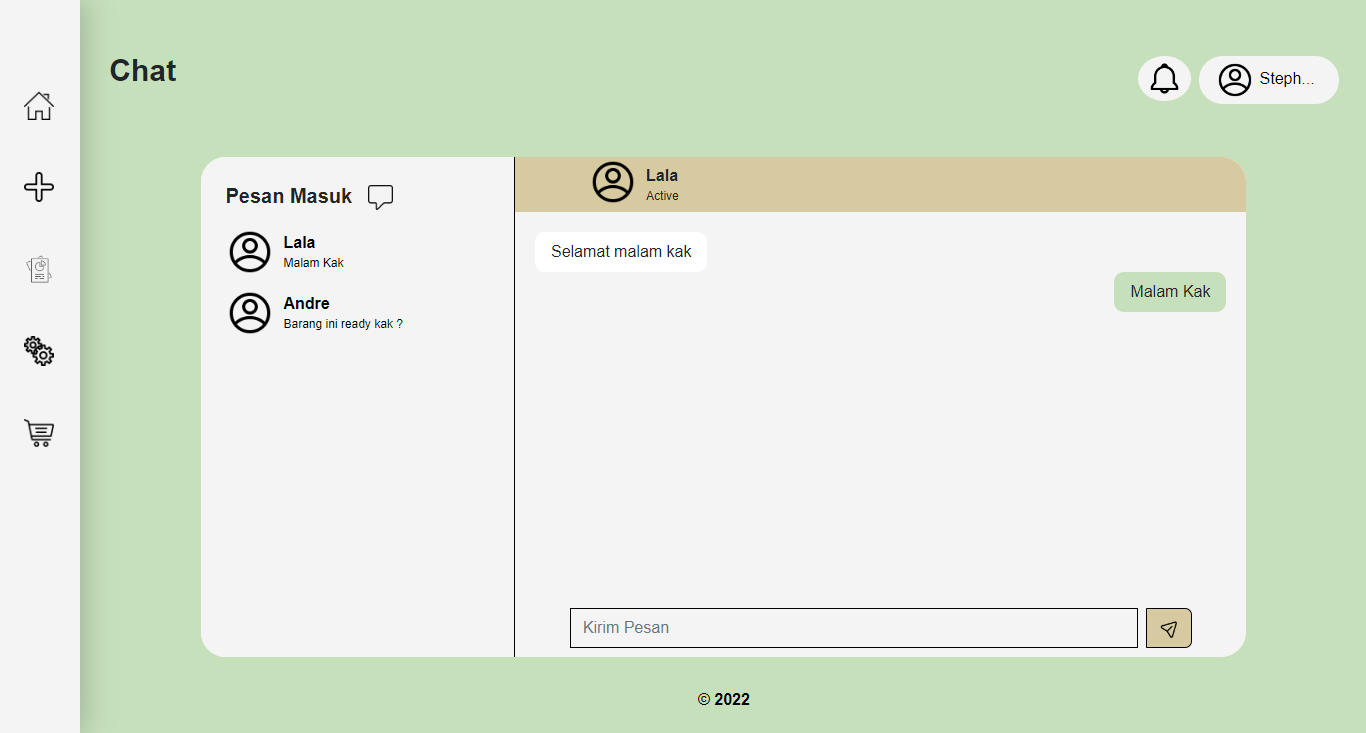 Chat
Steph...
Pesan Masuk
Lala
Malam Kak
Andre
Barang ini ready kak ?
Lala
Active
Selamat malam kak
Malam Kak
Kirim Pesan
© 2022